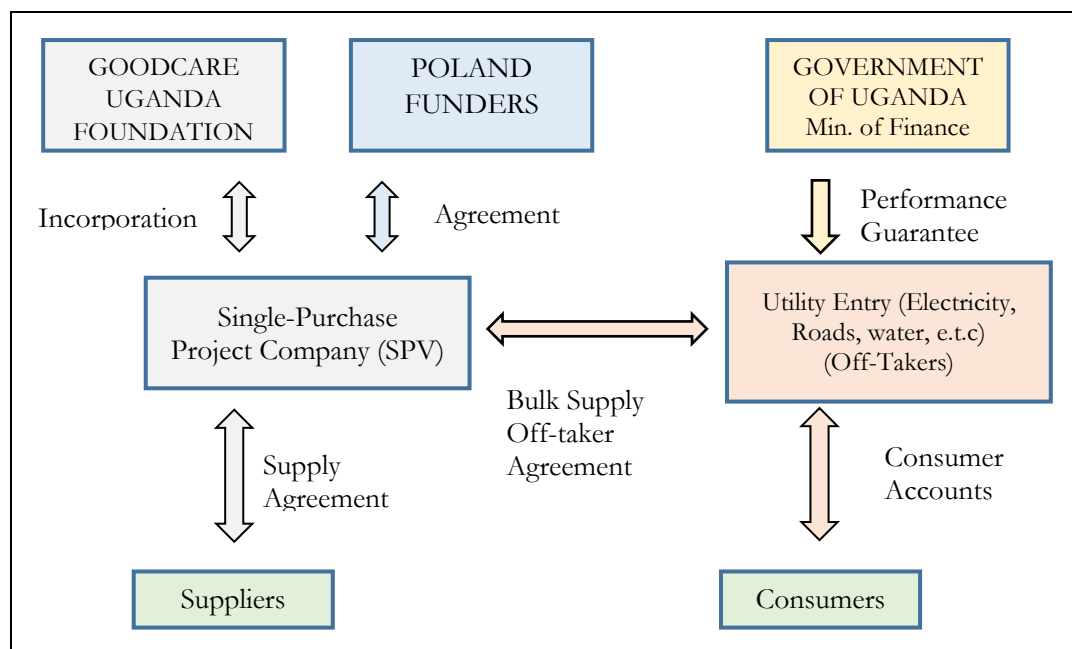 GOODCARE
UGANDA
FOUNDATION
POLAND
FUNDERS
GOVERNMENT
OF UGANDA
Min. of Finance
Incorporation
Agreement
Performance
Guarantee
Single-Purchase
Project Company (SPV)
Utility Entry (Electricity,
Roads, water, e.t.c)
(Off-Takers)
Bulk Supply
Off-taker
Agreement
Supply
Agreement
Consumer
Accounts
Suppliers
Consumers